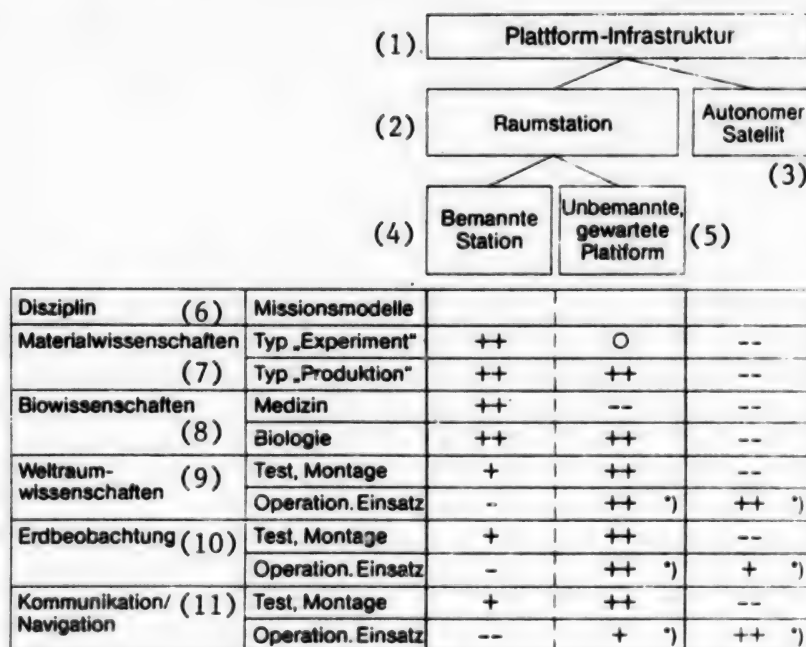 (1) Plattform-Infrastruktur
(2) Raumstation
Autonomer
Satellit
(3)
(4) Bemannte
Station
Unbemannte,
gewartete
Plattform
(5)
Disziplin (6) Missionsmodelle
Materialwissenschaften Typ „Experiment“ ++ O --
(7) Typ „Produktion“ ++ ++ --
Biowissenschaften Medizin ++ -- --
(8) Biologie ++ ++ --
Weltraum-
wissenschaften (9) Test, Montage + ++ --
Operation. Einsatz - ++ *) ++ *)
Erdbeobachtung (10) Test, Montage + ++ --
Operation. Einsatz - ++ *) + *)
Kommunikation/
Navigation (11) Test, Montage + ++ --
Operation. Einsatz -- + *) ++ *)